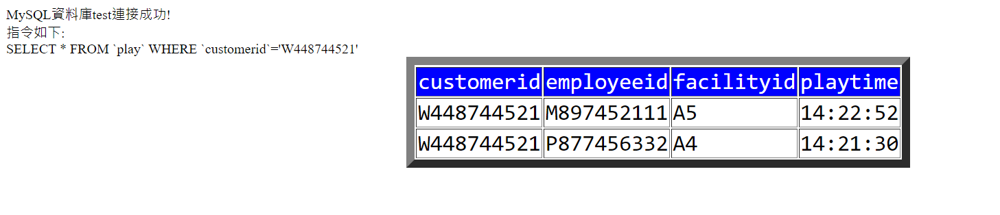 MySQL資料庫test連接成功!
指令如下:
SELECT * FROM `play` WHERE `customerid`='W448744521'
customerid employeeid facilityid playtime
W448744521 M897452111 A5 14:22:52
W448744521 P877456332 A4 14:21:30